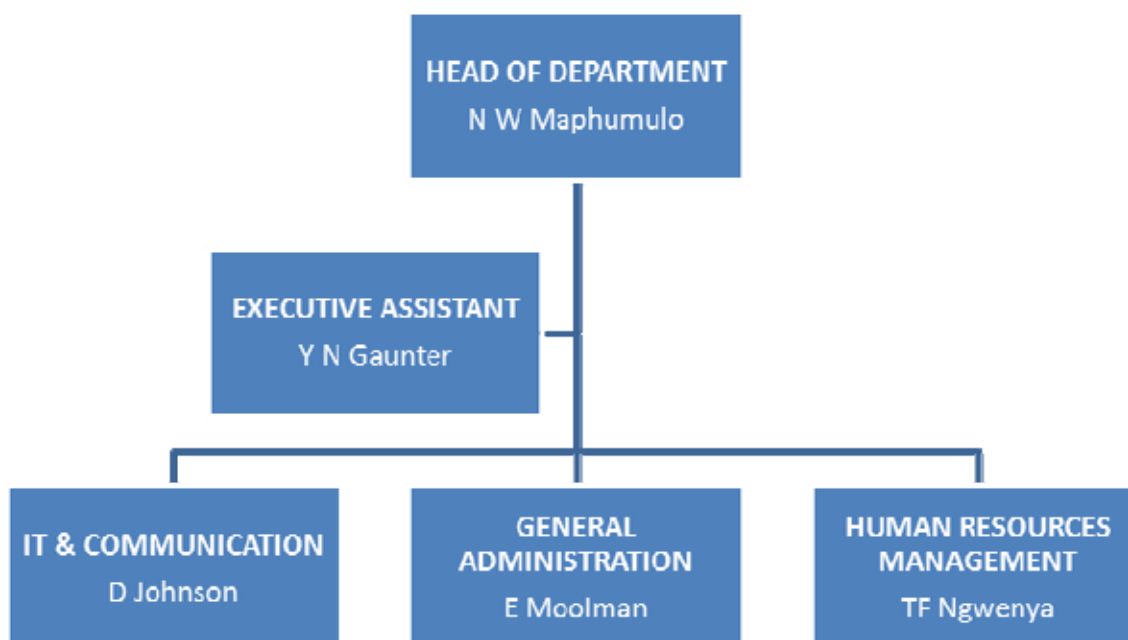 HEAD OF DEPARTMENT
N W Maphumulo
EXECUTIVE ASSISTANT
Y N Gaunter
IT & COMMUNICATION
D Johnson
GENERAL
ADMINISTRATION
E Moolman
HUMAN RESOURCES
MANAGEMENT
TF Ngwenya